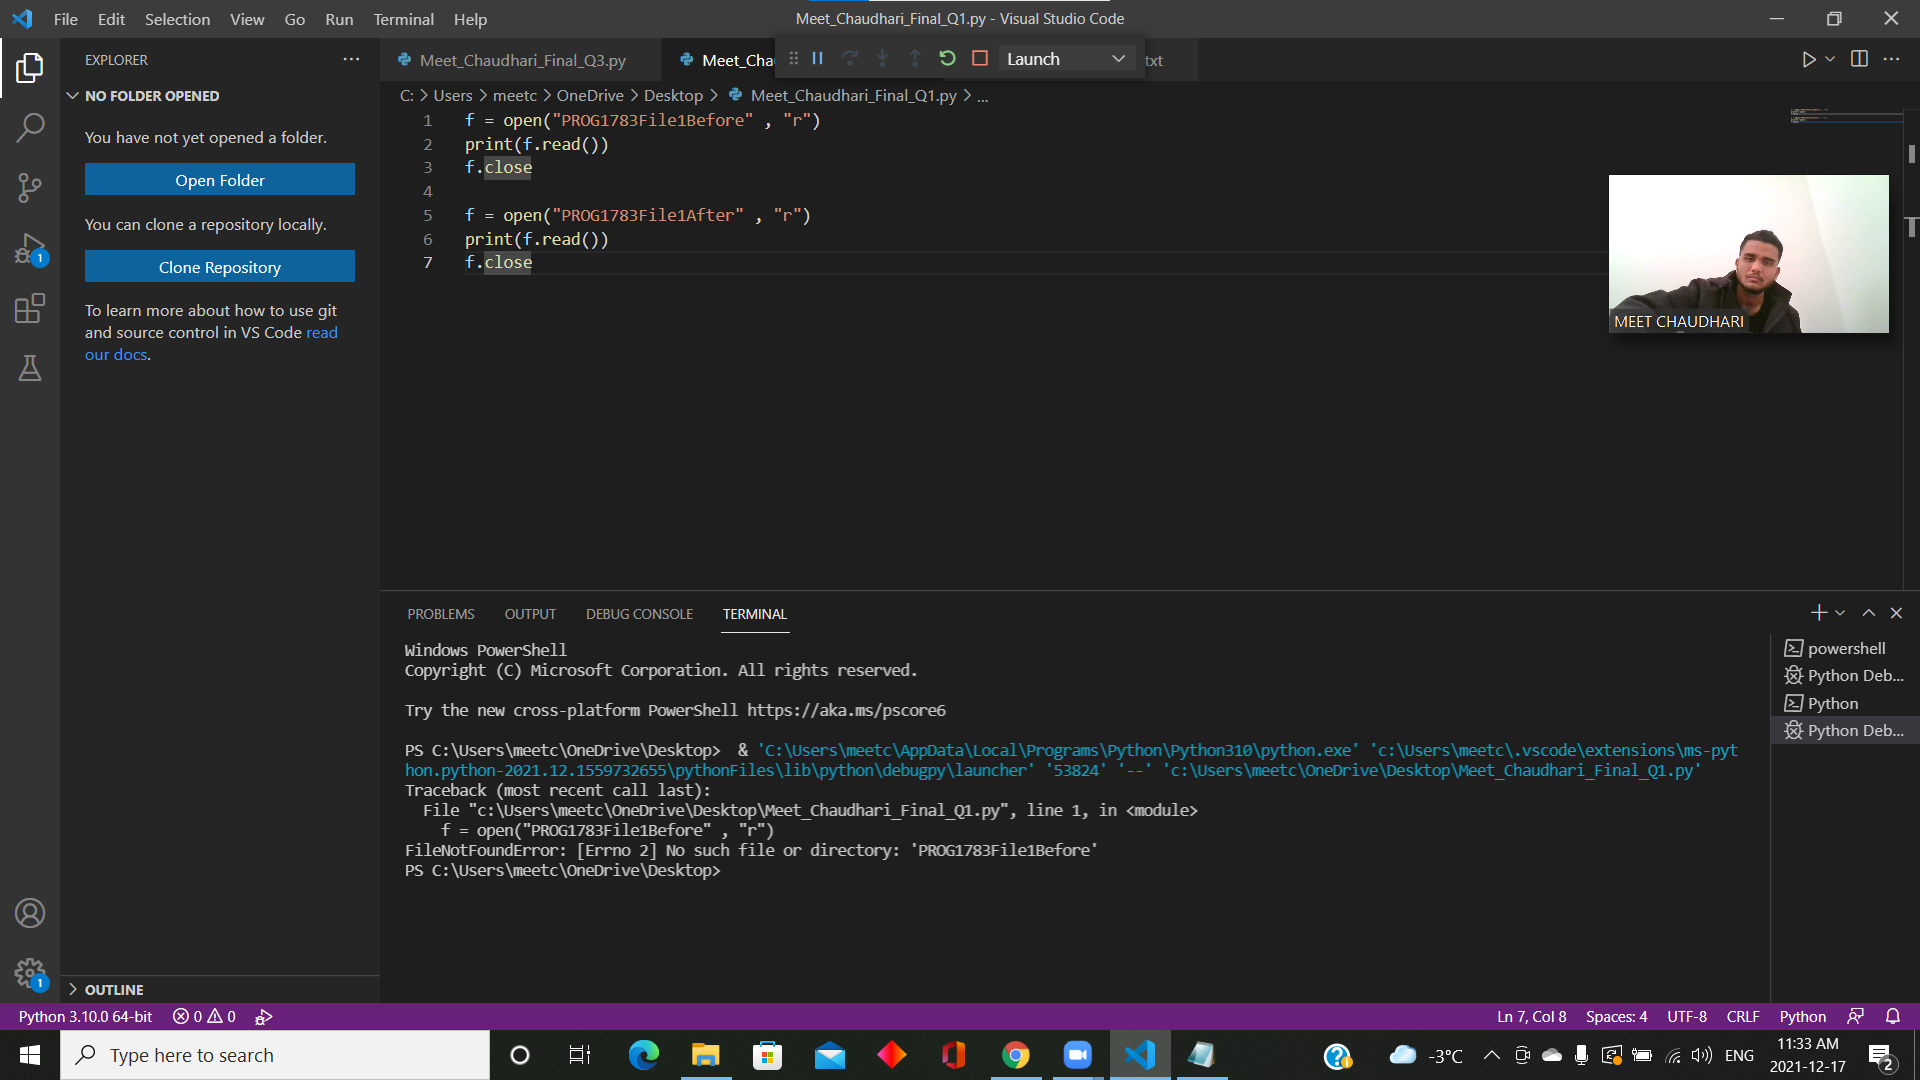 File Edit Selection View Go Run Terminal Help
Meet_Chaudhari_Final_Q1.py - Visual Studio Code
EXPLORER
Meet_Chaudhari_Final_Q3.py
Meet_Cha
Launch
txt
NO FOLDER OPENED
C: > Users > meetc > OneDrive > Desktop > Meet_Chaudhari_Final_Q1.py > ...
You have not yet opened a folder.
Open Folder
You can clone a repository locally.
Clone Repository
To learn more about how to use git
and source control in VS Code read
our docs.
1 f = open("PROG1783File1Before" , "r")
2 print(f.read())
3 f.close
4
5 f = open("PROG1783File1After" , "r")
6 print(f.read())
7 f.close
MEET CHAUDHARI
1
PROBLEMS OUTPUT DEBUG CONSOLE TERMINAL
Windows PowerShell
Copyright (C) Microsoft Corporation. All rights reserved.
Try the new cross-platform PowerShell https://aka.ms/pscore6
PS C:\Users\meetc\OneDrive\Desktop>  & 'C:\Users\meetc\AppData\Local\Programs\Python\Python310\python.exe' 'c:\Users\meetc\.vscode\extensions\ms-pyt
hon.python-2021.12.1559732655\pythonFiles\lib\python\debugpy\launcher' '53824' '--' 'c:\Users\meetc\OneDrive\Desktop\Meet_Chaudhari_Final_Q1.py'
Traceback (most recent call last):
  File "c:\Users\meetc\OneDrive\Desktop\Meet_Chaudhari_Final_Q1.py", line 1, in <module>
    f = open("PROG1783File1Before" , "r")
FileNotFoundError: [Errno 2] No such file or directory: 'PROG1783File1Before'
PS C:\Users\meetc\OneDrive\Desktop>
powershell
Python Deb...
Python
Python Deb...
1
OUTLINE
Python 3.10.0 64-bit 0 0
Ln 7, Col 8 Spaces: 4 UTF-8 CRLF Python
Type here to search
-3°C
ENG
11:33 AM
2021-12-17
2